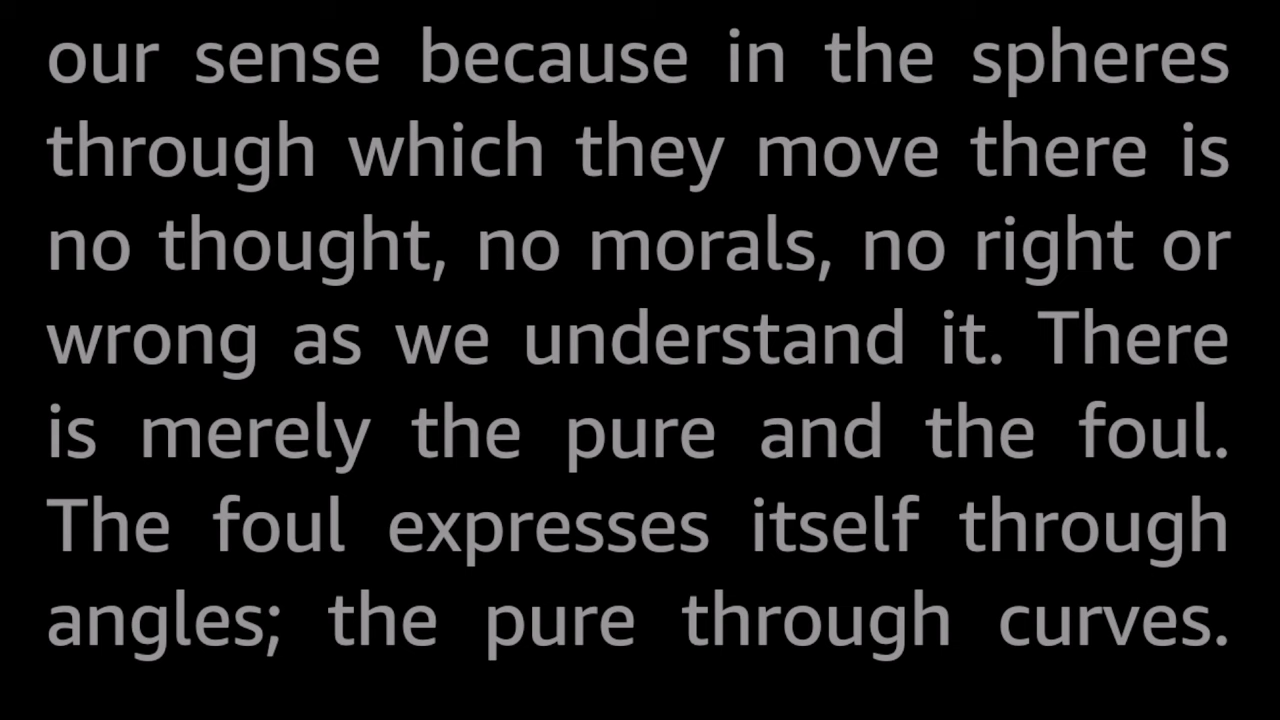 our sense because in the spheres
through which they move there is
no thought, no morals, no right or
wrong as we understand it. There
is merely the pure and the foul.
The foul expresses itself through
angles; the pure through curves.